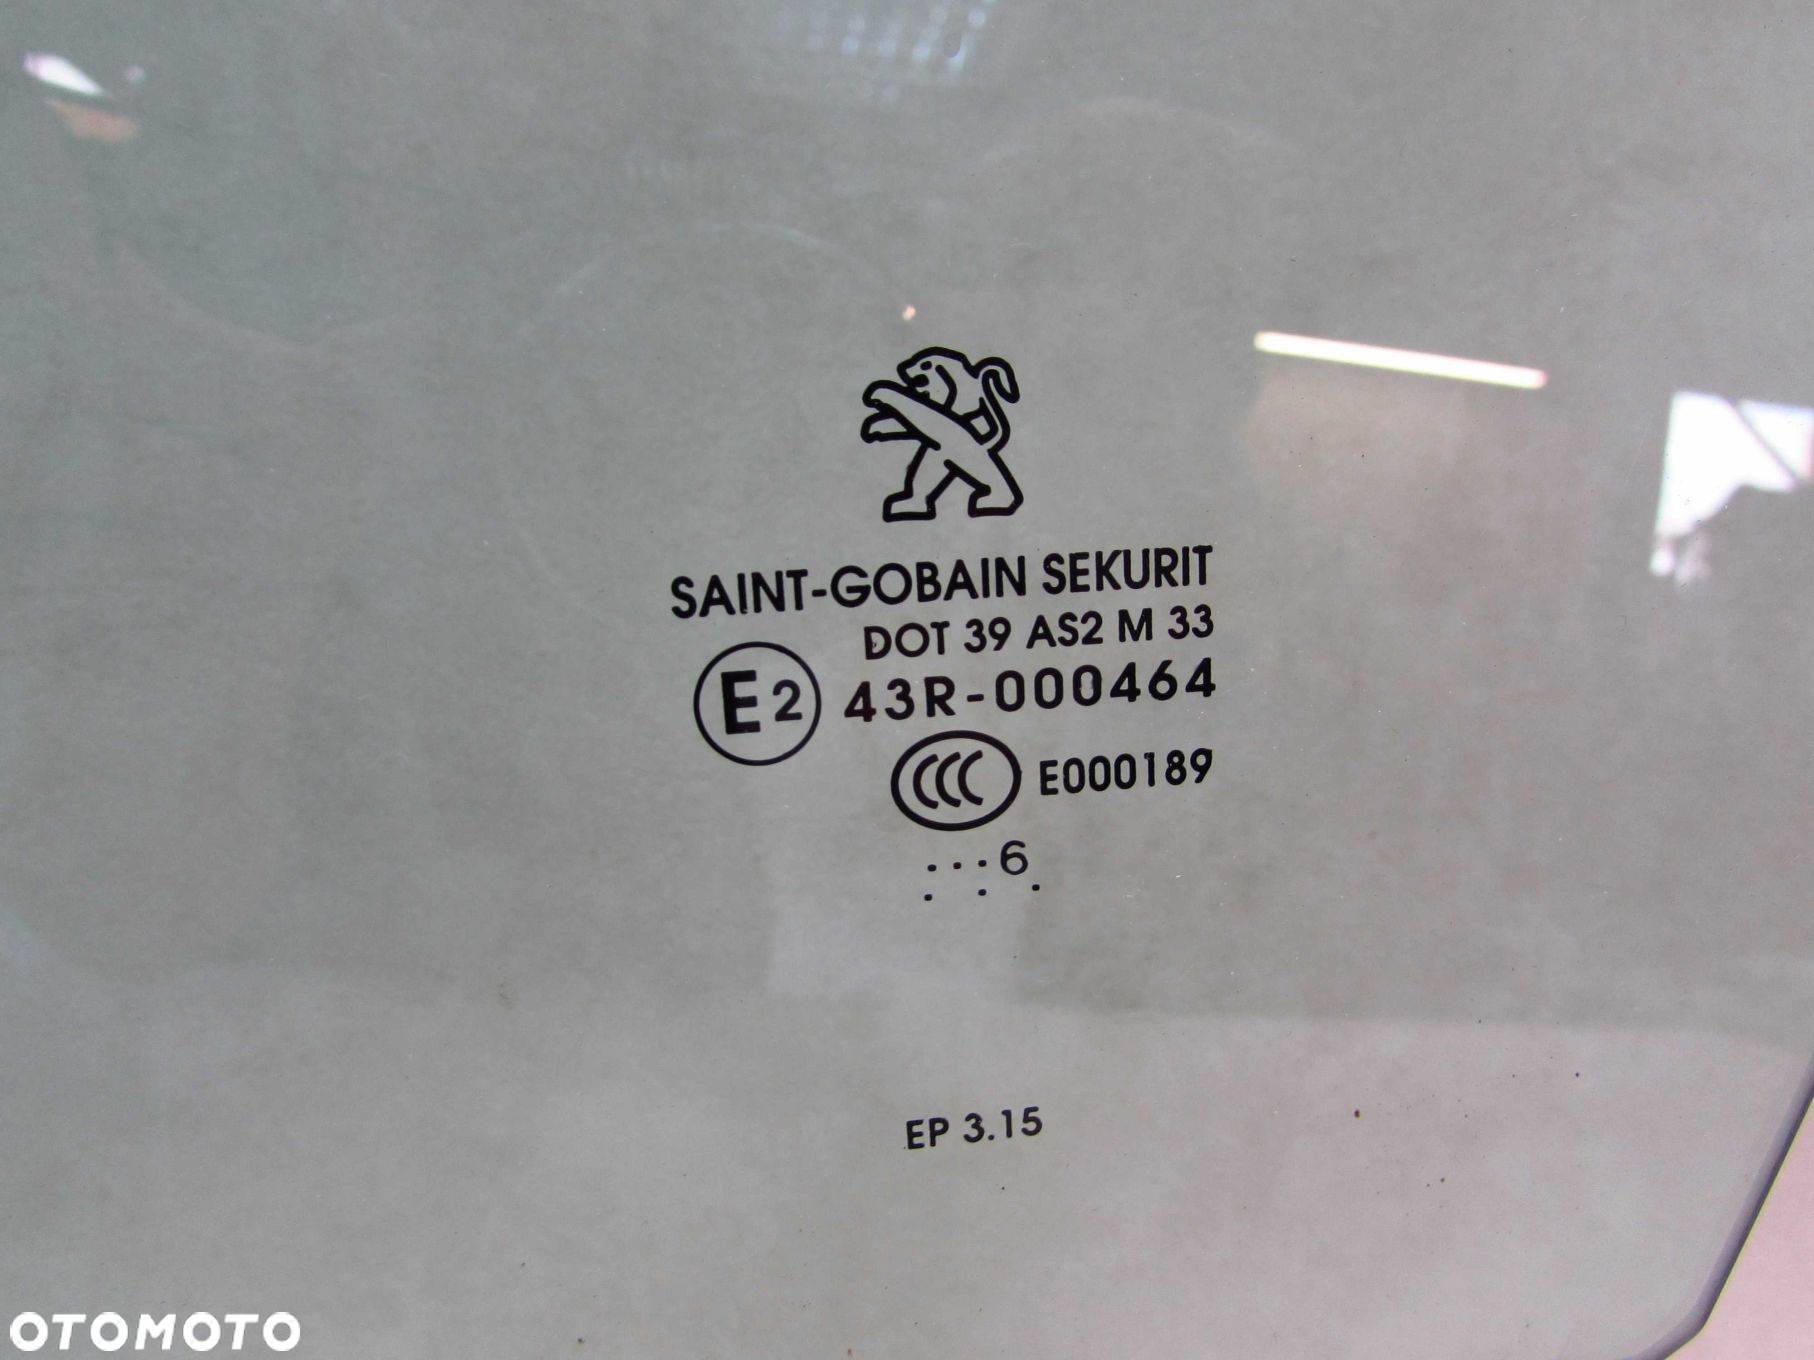 SAINT-GOBAIN SEKURIT
DOT 39 AS2 M 33
E2 43R-000464
CCC E000189
...6
. . .
EP 3.15
OTOMOTO